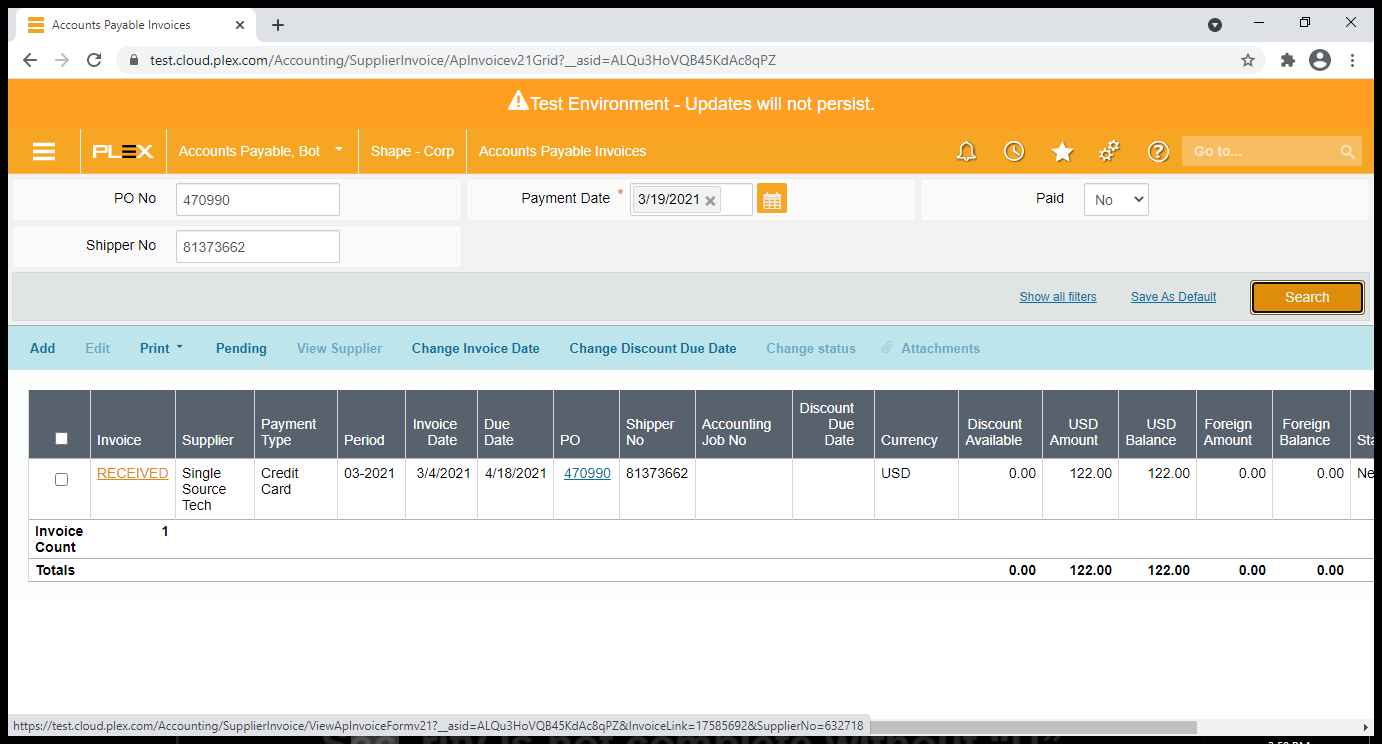 Accounts Payable Invoices
test.cloud.plex.com/Accounting/SupplierInvoice/ApInvoicev21Grid?__asid=ALQu3HoVQB45KdAc8qPZ
Test Environment - Updates will not persist.
PLEX Accounts Payable, Bot Shape - Corp Accounts Payable Invoices Go to...
PO No 470990 Payment Date * 3/19/2021 Paid No
Shipper No 81373662
Show all filters Save As Default Search
Add Edit Print Pending View Supplier Change Invoice Date Change Discount Due Date Change status Attachments
Invoice Supplier Payment Type Period Invoice Date Due Date PO Shipper No Accounting Job No Discount Due Date Currency Discount Available USD Amount USD Balance Foreign Amount Foreign Balance Sta
RECEIVED Single Source Tech Credit Card 03-2021 3/4/2021 4/18/2021 470990 81373662 USD 0.00 122.00 122.00 0.00 0.00 Ne
Invoice Count 1
Totals 0.00 122.00 122.00 0.00 0.00
https://test.cloud.plex.com/Accounting/SupplierInvoice/ViewApInvoiceFormv21?__asid=ALQu3HoVQB45KdAc8qPZ&InvoiceLink=17585692&SupplierNo=632718
is not complete without "U"